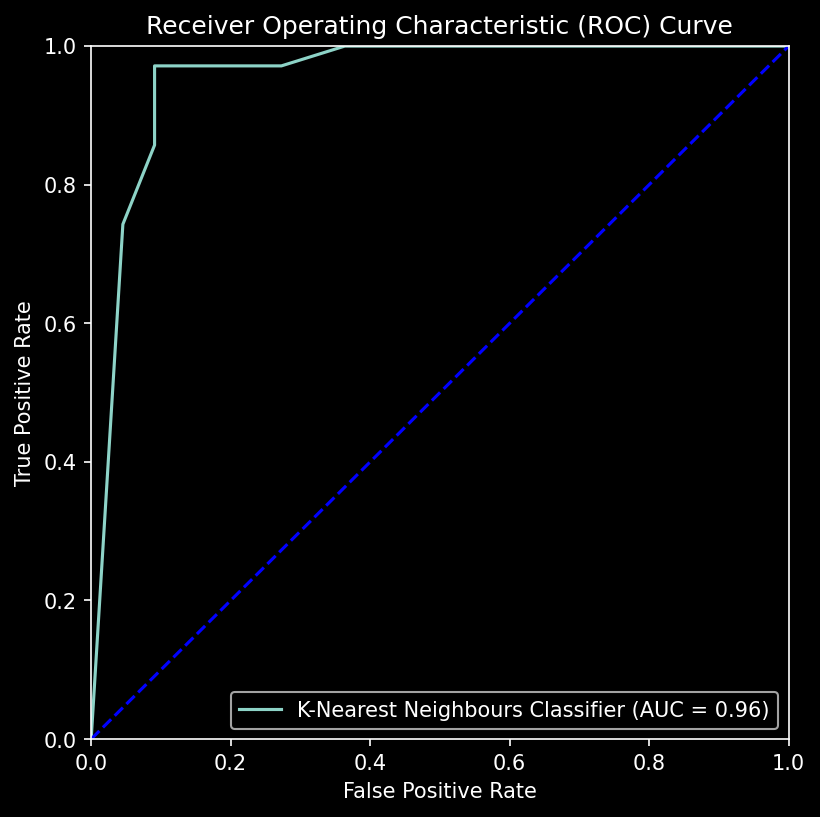 Receiver Operating Characteristic (ROC) Curve
1.0
0.8
0.6
0.4
0.2
0.0
True Positive Rate
K-Nearest Neighbours Classifier (AUC = 0.96)
0.0 0.2 0.4 0.6 0.8 1.0
False Positive Rate